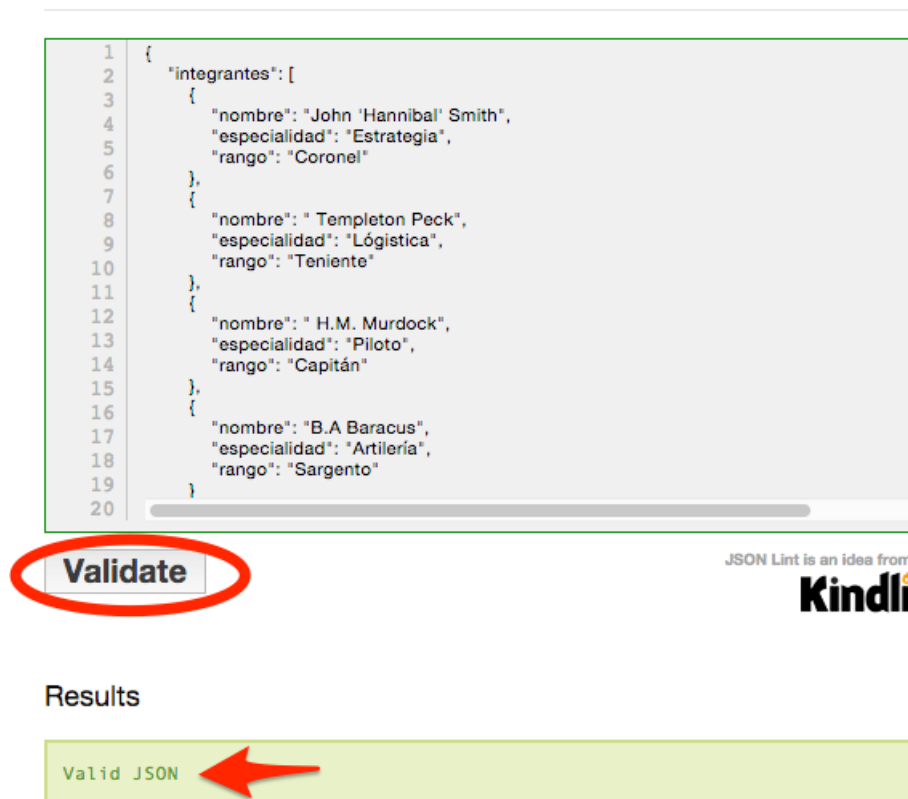 1 {
2 "integrantes": [
3 {
4 "nombre": "John 'Hannibal' Smith",
5 "especialidad": "Estrategia",
6 "rango": "Coronel"
7 },
8 {
9 "nombre": " Templeton Peck",
10 "especialidad": "Lógistica",
11 "rango": "Teniente"
12 },
13 {
14 "nombre": " H.M. Murdock",
15 "especialidad": "Piloto",
16 "rango": "Capitán"
17 },
18 {
19 "nombre": "B.A Baracus",
20 "especialidad": "Artilería",
"rango": "Sargento"
}
Validate
JSON Lint is an idea from
Kindli
Results
Valid JSON